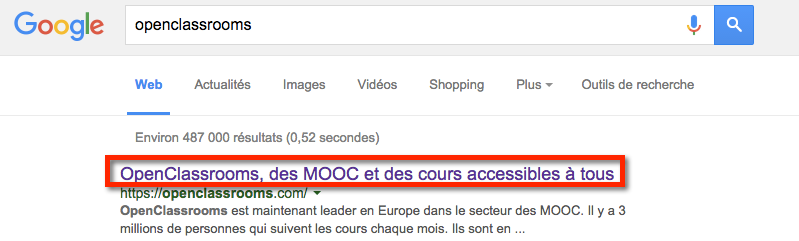 Google openclassrooms
Web Actualités Images Vidéos Shopping Plus Outils de recherche
Environ 487 000 résultats (0,52 secondes)
OpenClassrooms, des MOOC et des cours accessibles à tous
https://openclassrooms.com/
OpenClassrooms est maintenant leader en Europe dans le secteur des MOOC. Il y a 3
millions de personnes qui suivent les cours chaque mois. Ils sont en ...